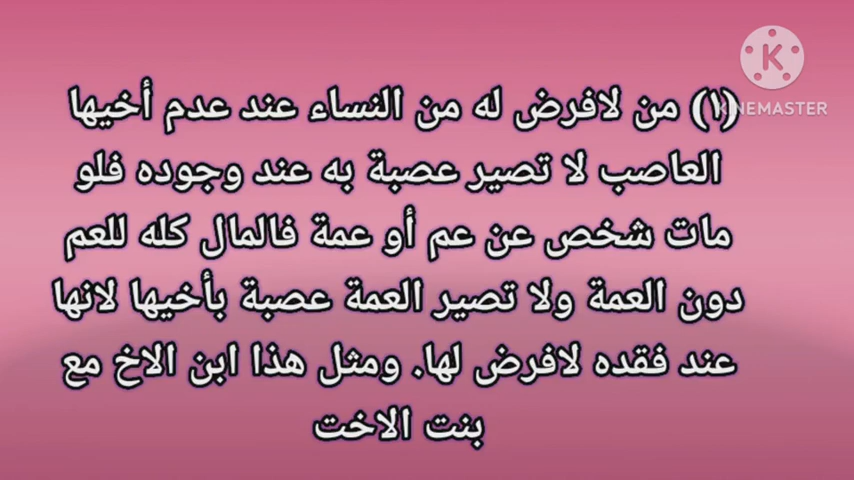 (١) من لافرض له من النساء عند عدم أخيها
العاصب لا تصير عصبة به عند وجوده فلو
مات شخص عن عم أو عمة فالمال كله للعم
دون العمة ولا تصير العمة عصبة بأخيها لانها
عند فقده لافرض لها. ومثل هذا ابن الاخ مع
بنت الاخت
K
KINEMASTER